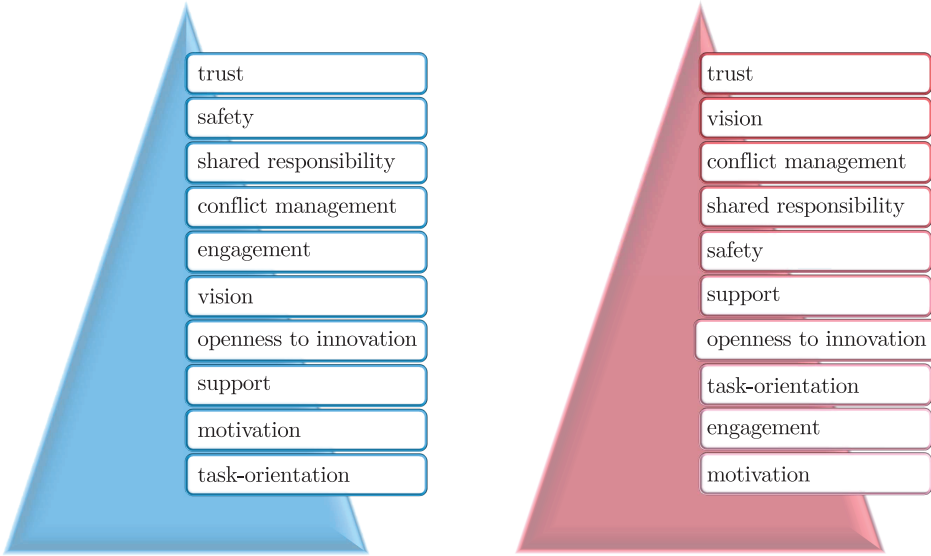 trust
safety
shared responsibility
conflict management
engagement
vision
openness to innovation
support
motivation
task-orientation
trust
vision
conflict management
shared responsibility
safety
support
openness to innovation
task-orientation
engagement
motivation